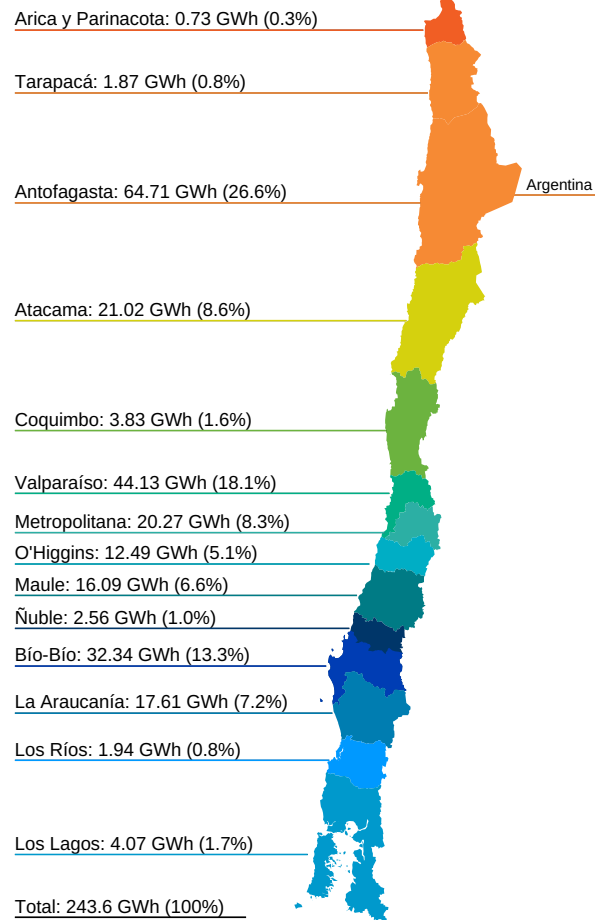 Arica y Parinacota: 0.73 GWh (0.3%)
Tarapacá: 1.87 GWh (0.8%)
Antofagasta: 64.71 GWh (26.6%)
Argentina
Atacama: 21.02 GWh (8.6%)
Coquimbo: 3.83 GWh (1.6%)
Valparaíso: 44.13 GWh (18.1%)
Metropolitana: 20.27 GWh (8.3%)
O'Higgins: 12.49 GWh (5.1%)
Maule: 16.09 GWh (6.6%)
Ñuble: 2.56 GWh (1.0%)
Bío-Bío: 32.34 GWh (13.3%)
La Araucanía: 17.61 GWh (7.2%)
Los Ríos: 1.94 GWh (0.8%)
Los Lagos: 4.07 GWh (1.7%)
Total: 243.6 GWh (100%)